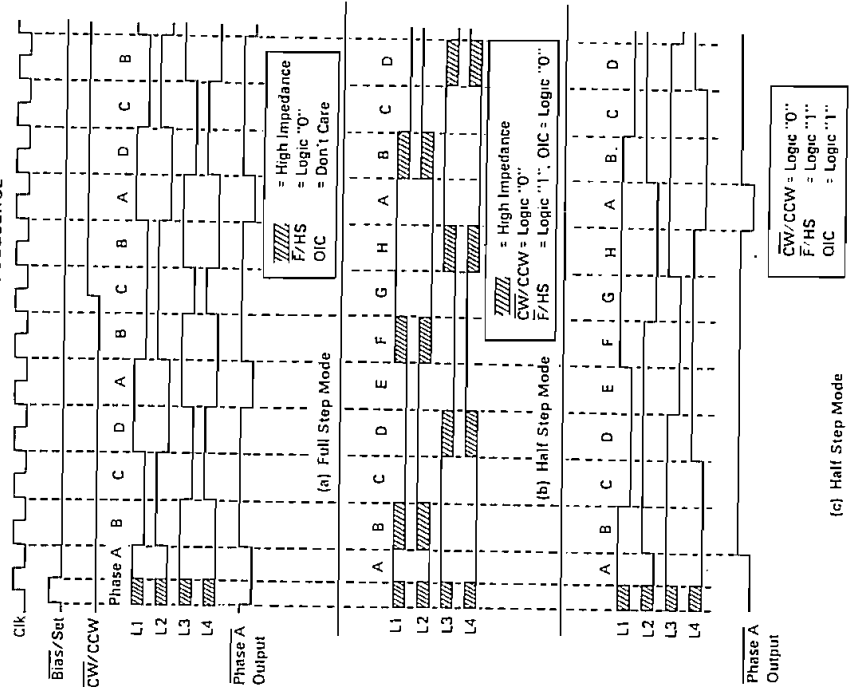 Clk
Bias/Set
CW/CCW
Phase A B C D A B C B A D C B
L1
L2
L3
L4
Phase A
Output
= High Impedance
F/HS = Logic "0"
OIC = Don't Care
(a) Full Step Mode
A B C D E F G H A B C D
L1
L2
L3
L4
= High Impedance
CW/CCW = Logic "0"
F/HS = Logic "1", OIC = Logic "0"
(b) Half Step Mode
A B C D E F G H A B. C D
L1
L2
L3
L4
Phase A
Output
CW/CCW = Logic "0"
F/HS = Logic "1"
OIC = Logic "1"
(c) Half Step Mode